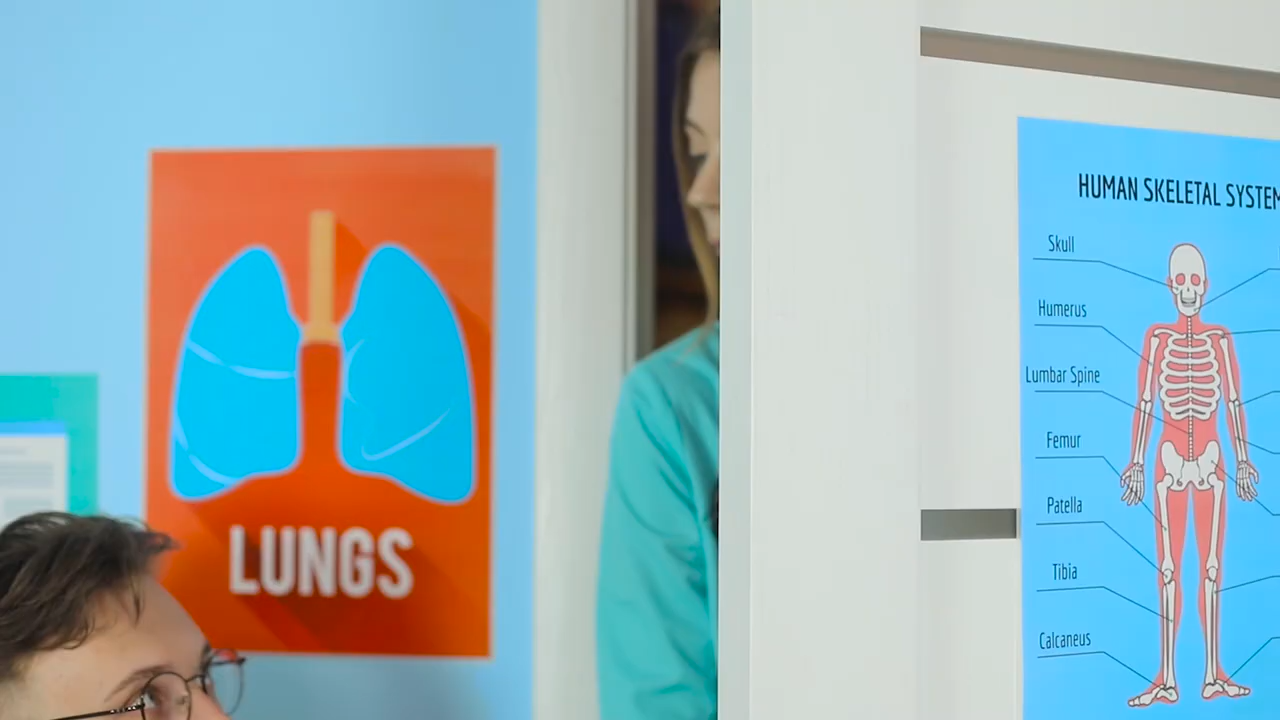 LUNGS
HUMAN SKELETAL SYSTEM
Skull
Humerus
Lumbar Spine
Femur
Patella
Tibia
Calcaneus